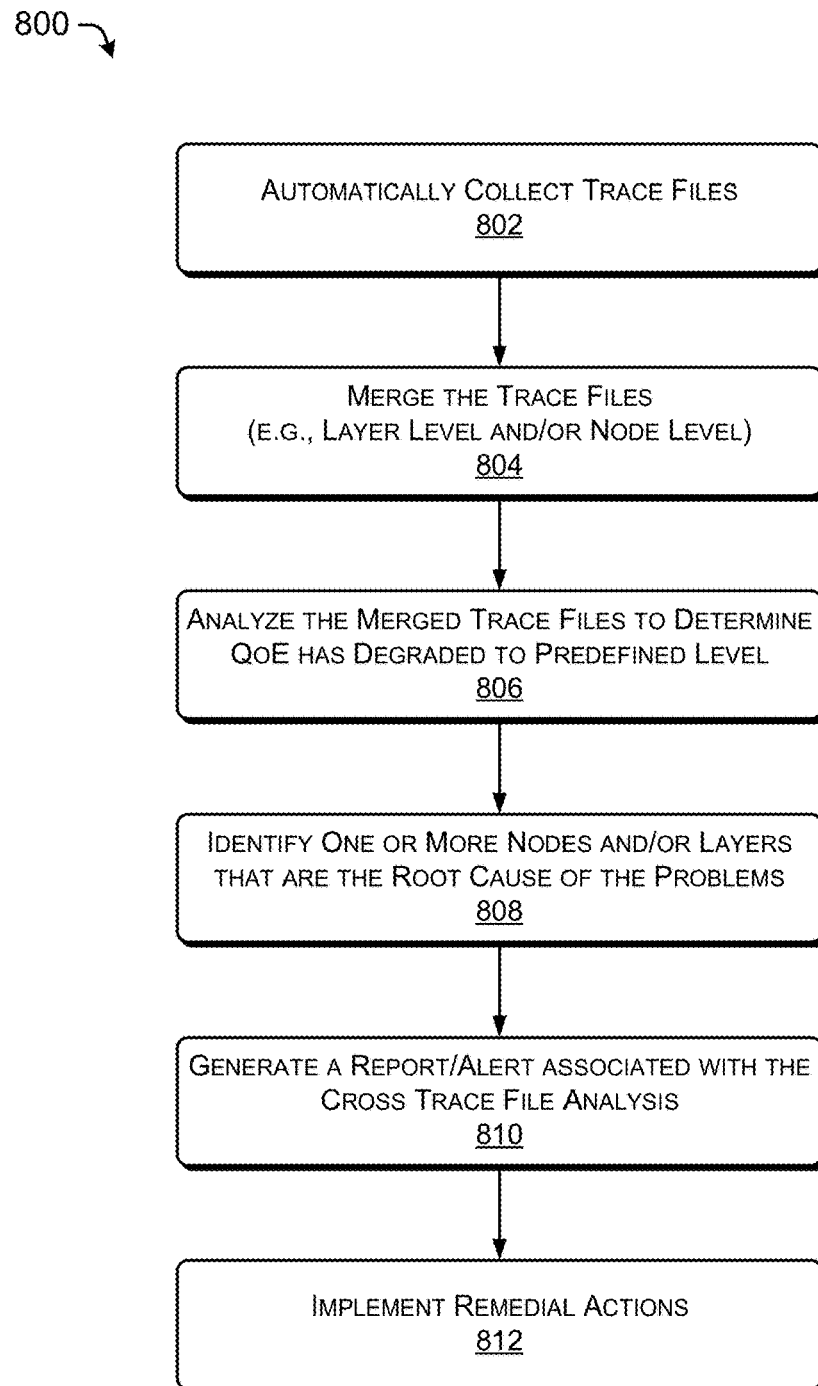 800
AUTOMATICALLY COLLECT TRACE FILES
802
MERGE THE TRACE FILES
(E.G., LAYER LEVEL AND/OR NODE LEVEL)
804
ANALYZE THE MERGED TRACE FILES TO DETERMINE
QOE HAS DEGRADED TO PREDEFINED LEVEL
806
IDENTIFY ONE OR MORE NODES AND/OR LAYERS
THAT ARE THE ROOT CAUSE OF THE PROBLEMS
808
GENERATE A REPORT/ALERT ASSOCIATED WITH THE
CROSS TRACE FILE ANALYSIS
810
IMPLEMENT REMEDIAL ACTIONS
812